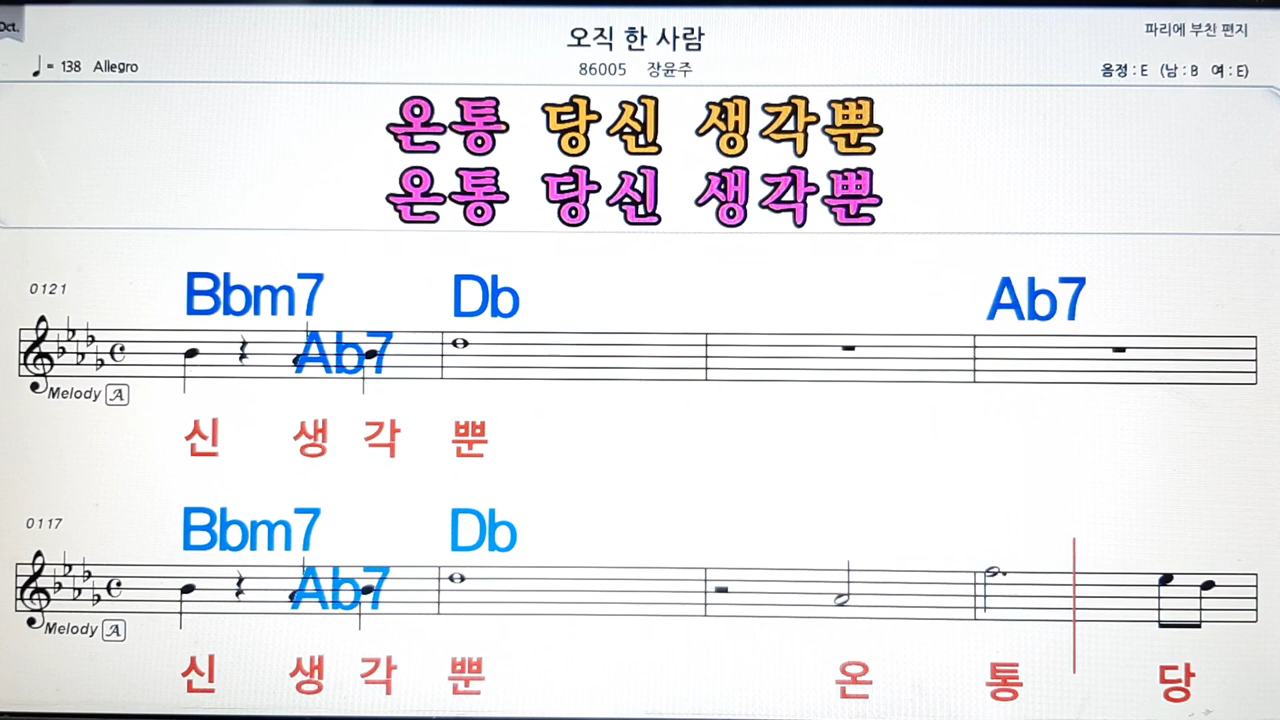 Oct.
오직 한 사람
파리에 부친 편지
= 138 Allegro
86005 장윤주
음정 : E (남 : B 여 : E)
온통 당신 생각뿐
온통 당신 생각뿐
0121
Bbm7 Ab7 Db Ab7
Melody A
신 생 각 뿐
0117
Bbm7 Ab7 Db
Melody A
신 생 각 뿐 온 통 당